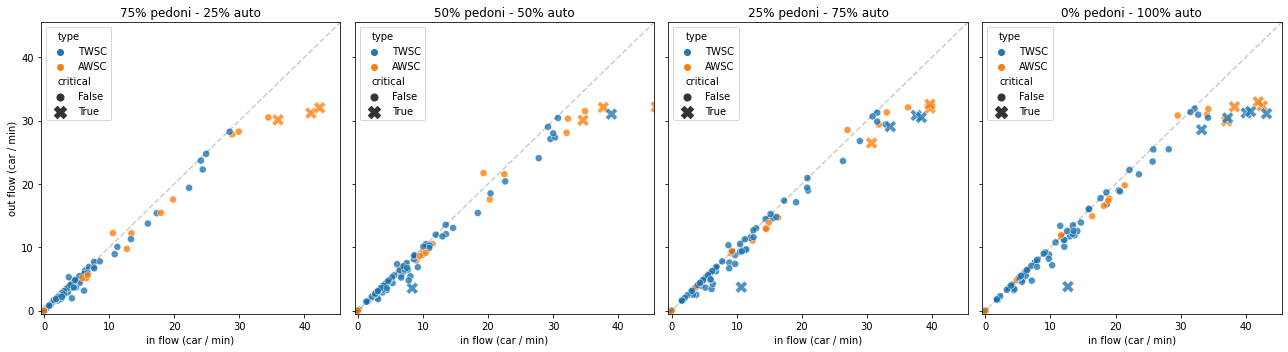 75% pedoni - 25% auto
50% pedoni - 50% auto
25% pedoni - 75% auto
0% pedoni - 100% auto
type
TWSC
AWSC
critical
False
True
type
TWSC
AWSC
critical
False
True
type
TWSC
AWSC
critical
False
True
type
TWSC
AWSC
critical
False
True
out flow (car / min)
40
30
20
10
0
0 10 20 30 40
0 10 20 30 40
0 10 20 30 40
0 10 20 30 40
in flow (car / min)
in flow (car / min)
in flow (car / min)
in flow (car / min)